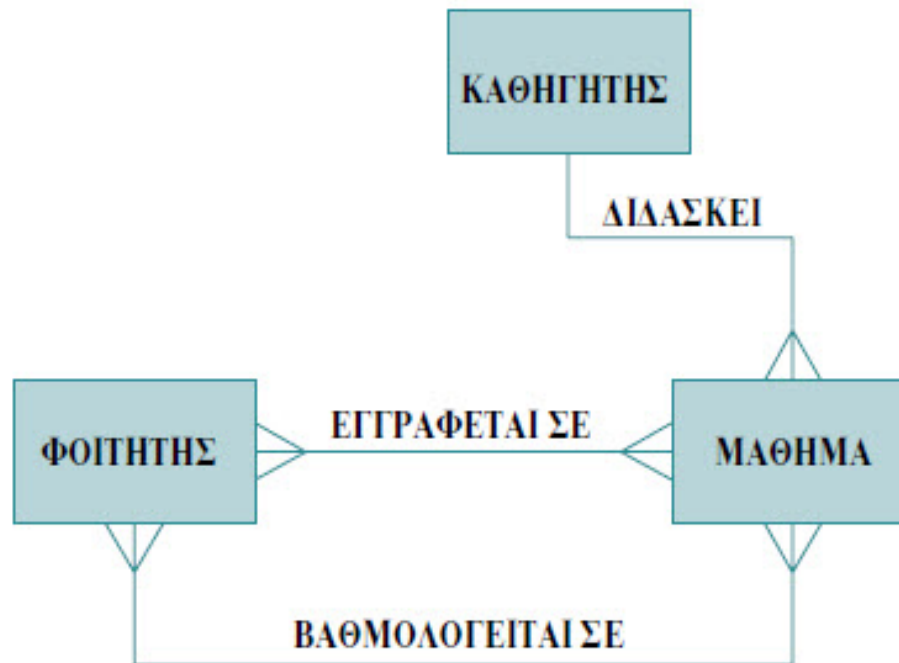 ΚΑΘΗΓΗΤΗΣ
ΔΙΔΑΣΚΕΙ
ΦΟΙΤΗΤΗΣ
ΕΓΓΡΑΦΕΤΑΙ ΣΕ
ΜΑΘΗΜΑ
ΒΑΘΜΟΛΟΓΕΙΤΑΙ ΣΕ